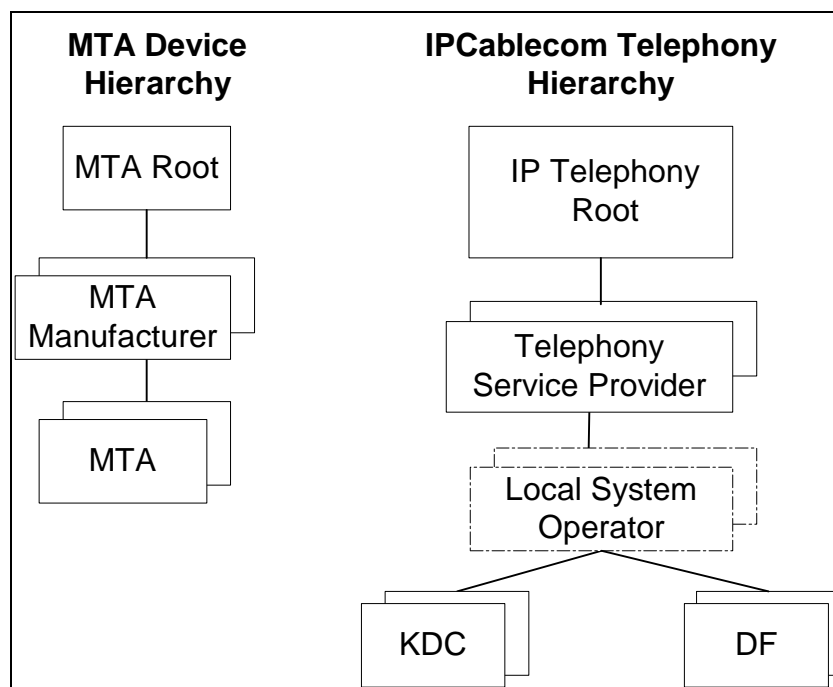 MTA Device
Hierarchy
MTA Root
MTA
Manufacturer
MTA
IPCablecom Telephony
Hierarchy
IP Telephony
Root
Telephony
Service Provider
Local System
Operator
KDC
DF